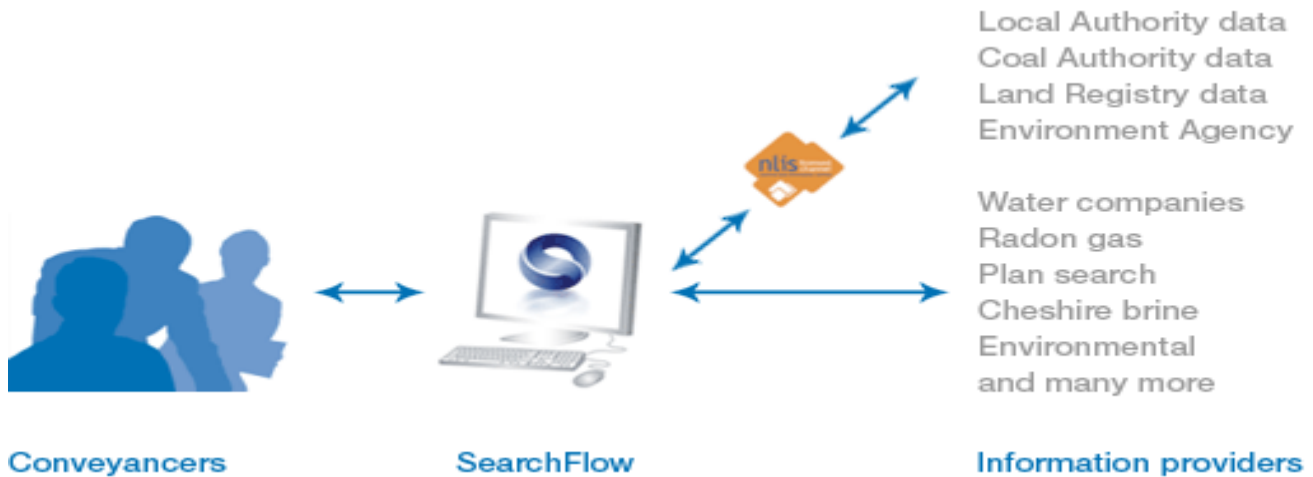 Local Authority data
Coal Authority data
Land Registry data
Environment Agency
nlis
Water companies
Radon gas
Plan search
Cheshire brine
Environmental
and many more
Conveyancers
SearchFlow
Information providers